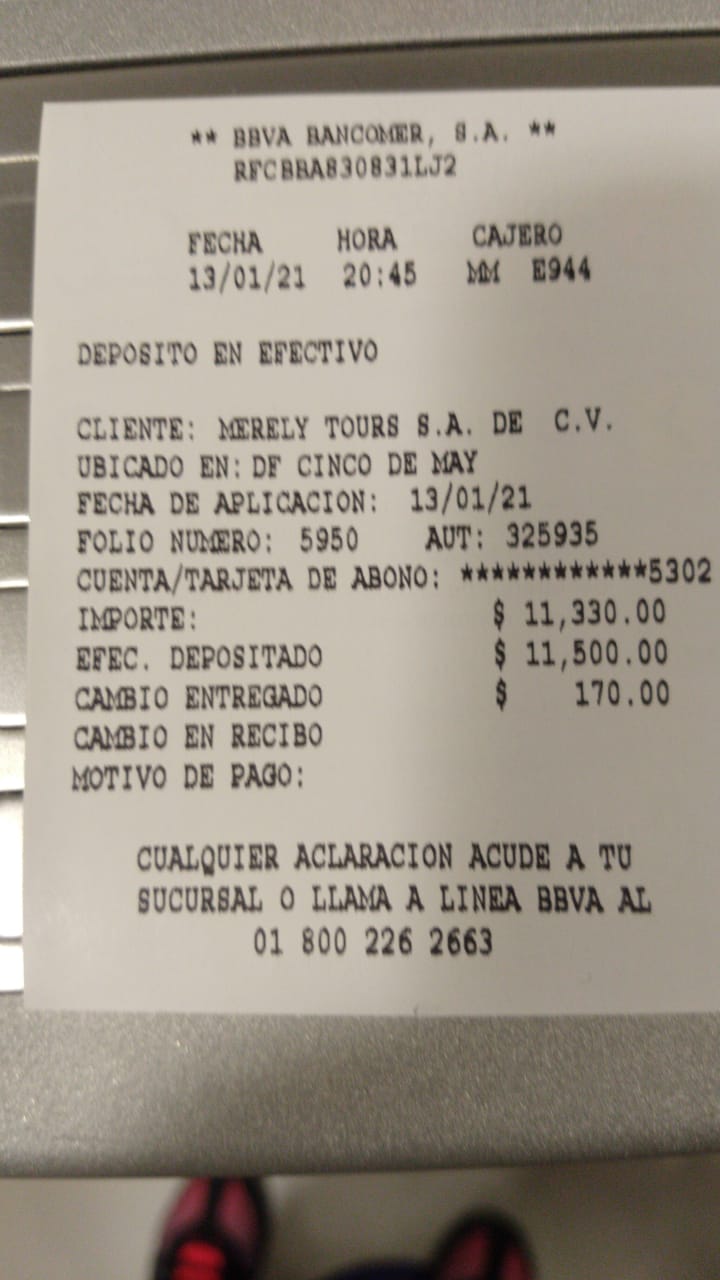 ** BBVA BANCOMER, S.A. **
RFCBBA830831LJ2
FECHA HORA CAJERO
13/01/21 20:45 MM E944
DEPOSITO EN EFECTIVO
CLIENTE: MERELY TOURS S.A. DE C.V.
UBICADO EN: DF CINCO DE MAY
FECHA DE APLICACION: 13/01/21
FOLIO NUMERO: 5950 AUT: 325935
CUENTA/TARJETA DE ABONO: ************5302
IMPORTE: $ 11,330.00
EFEC. DEPOSITADO $ 11,500.00
CAMBIO ENTREGADO $ 170.00
CAMBIO EN RECIBO
MOTIVO DE PAGO:
CUALQUIER ACLARACION ACUDE A TU
SUCURSAL O LLAMA A LINEA BBVA AL
01 800 226 2663